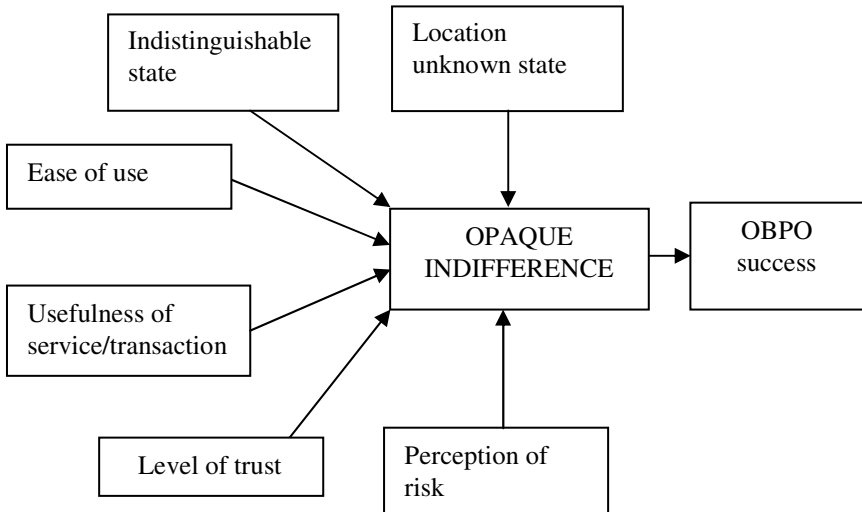 Indistinguishable
state
Location
unknown state
Ease of use
OPAQUE
INDIFFERENCE
OBPO
success
Usefulness of
service/transaction
Level of trust
Perception of
risk